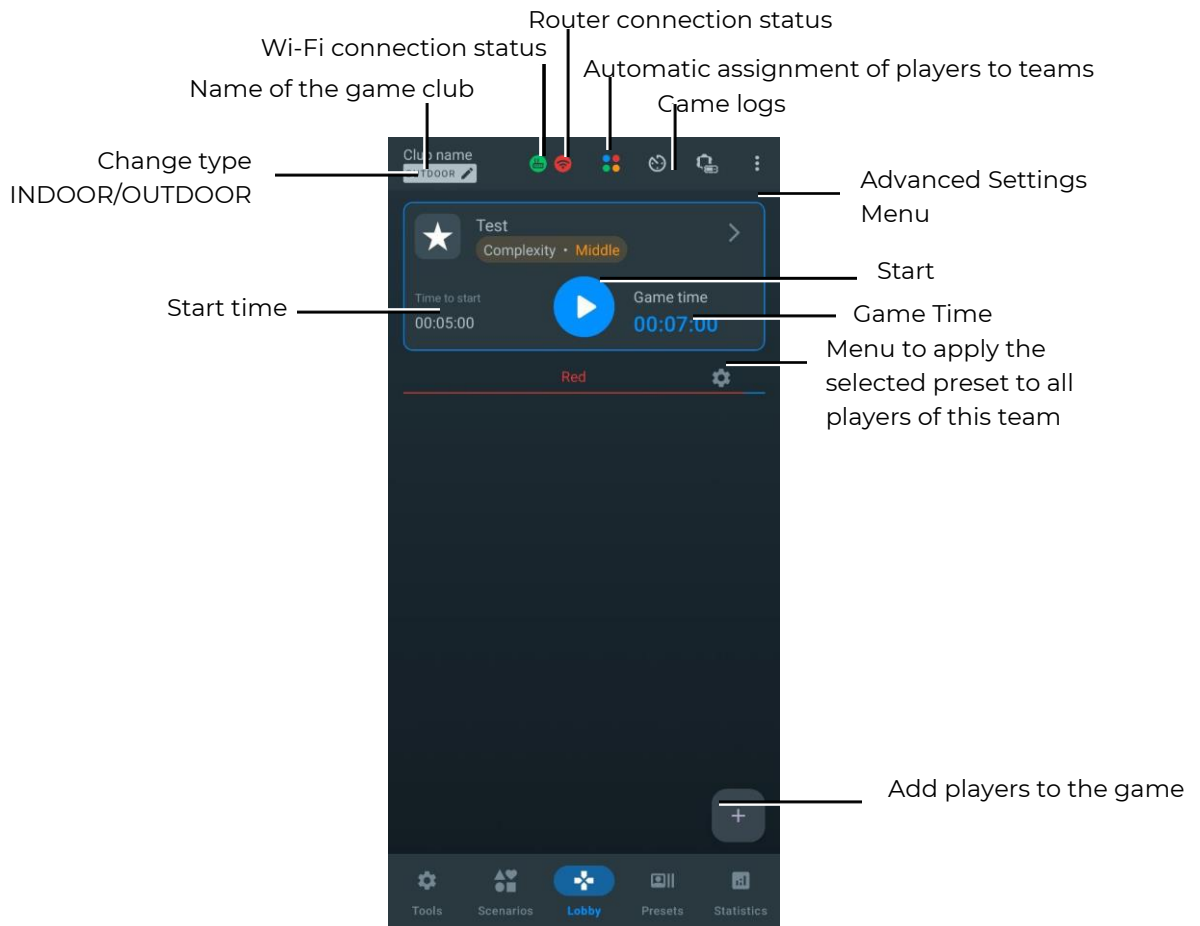 Router connection status
Wi-Fi connection status
Automatic assignment of players to teams
Name of the game club
Game logs
Change type
INDOOR/OUTDOOR
Club name
OUTDOOR
Advanced Settings
Menu
Test
Complexity • Middle
Start
Start time
Time to start
00:05:00
Game time
00:07:00
Game Time
Menu to apply the
selected preset to all
players of this team
Red
Add players to the game
+
Tools
Scenarios
Lobby
Presets
Statistics